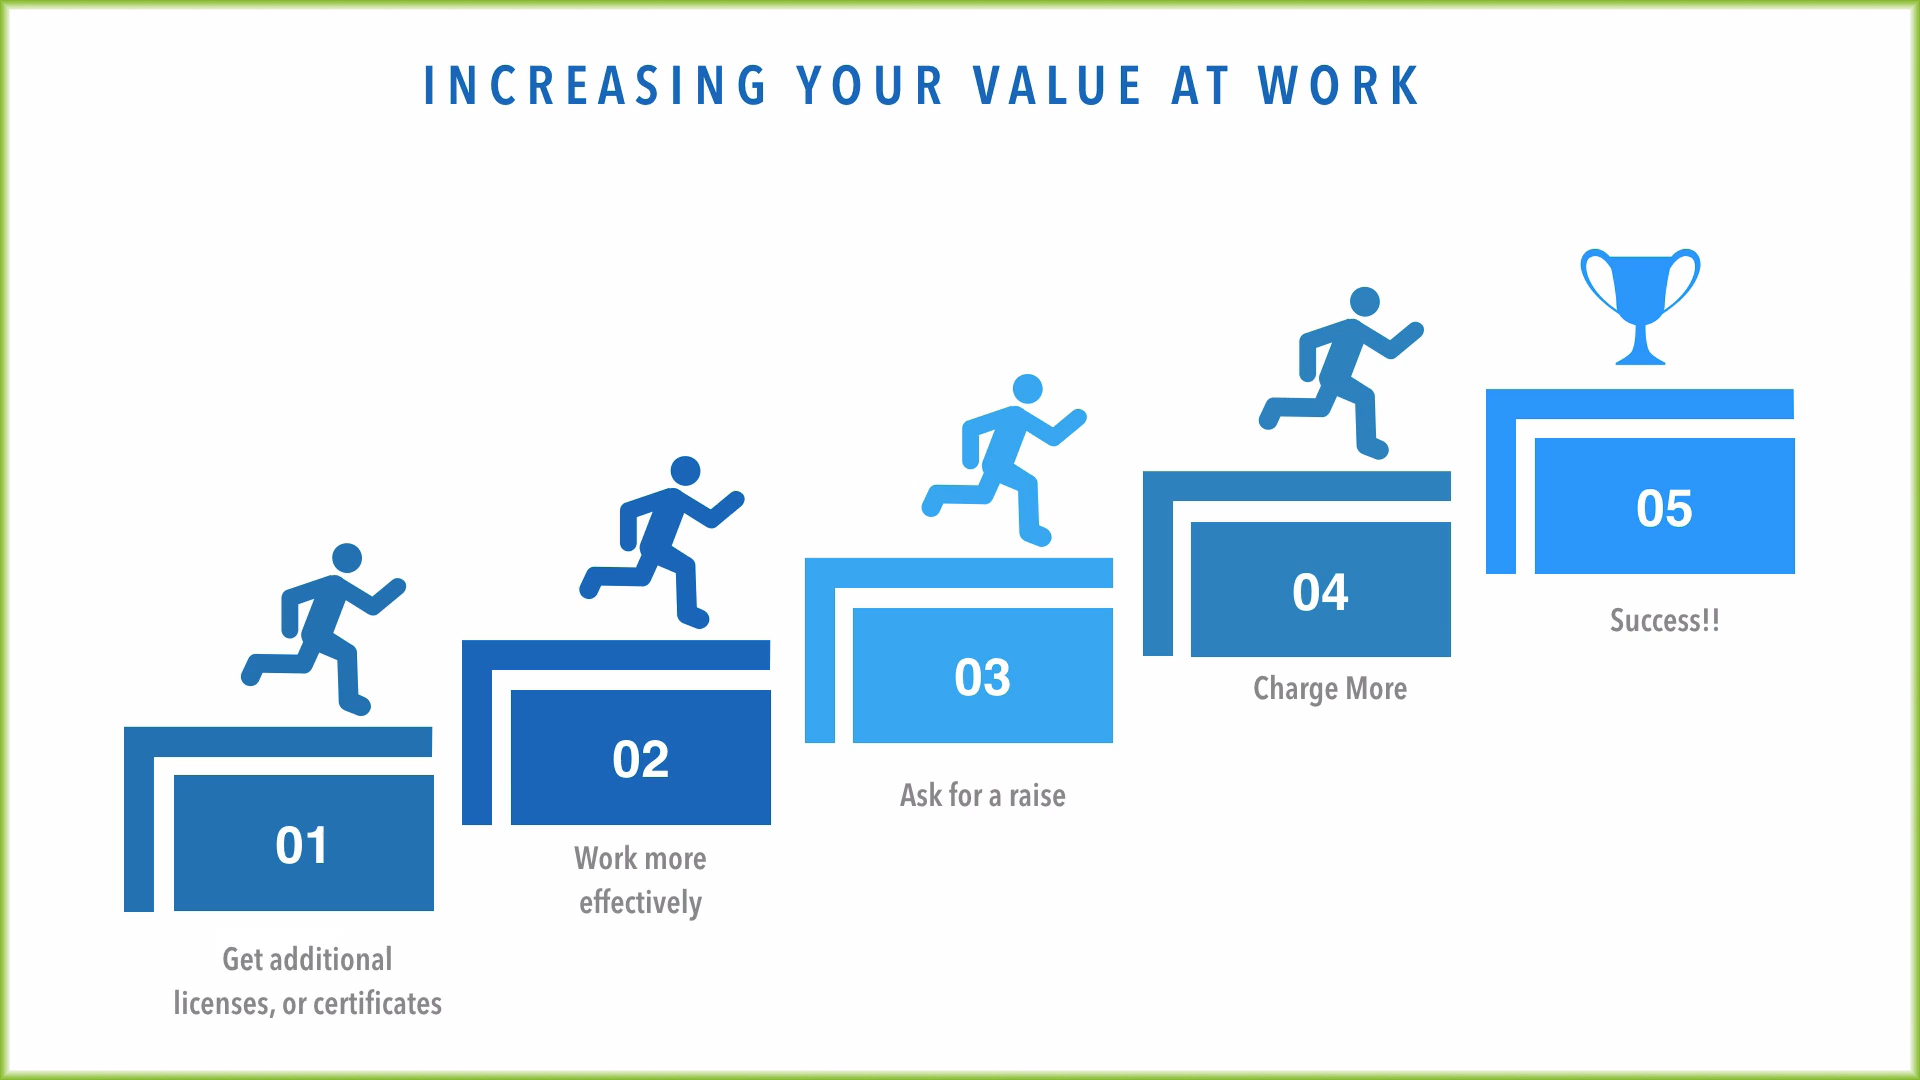 INCREASING YOUR VALUE AT WORK
01
Get additional
licenses, or certificates
02
Work more
effectively
03
Ask for a raise
04
Charge More
05
Success!!